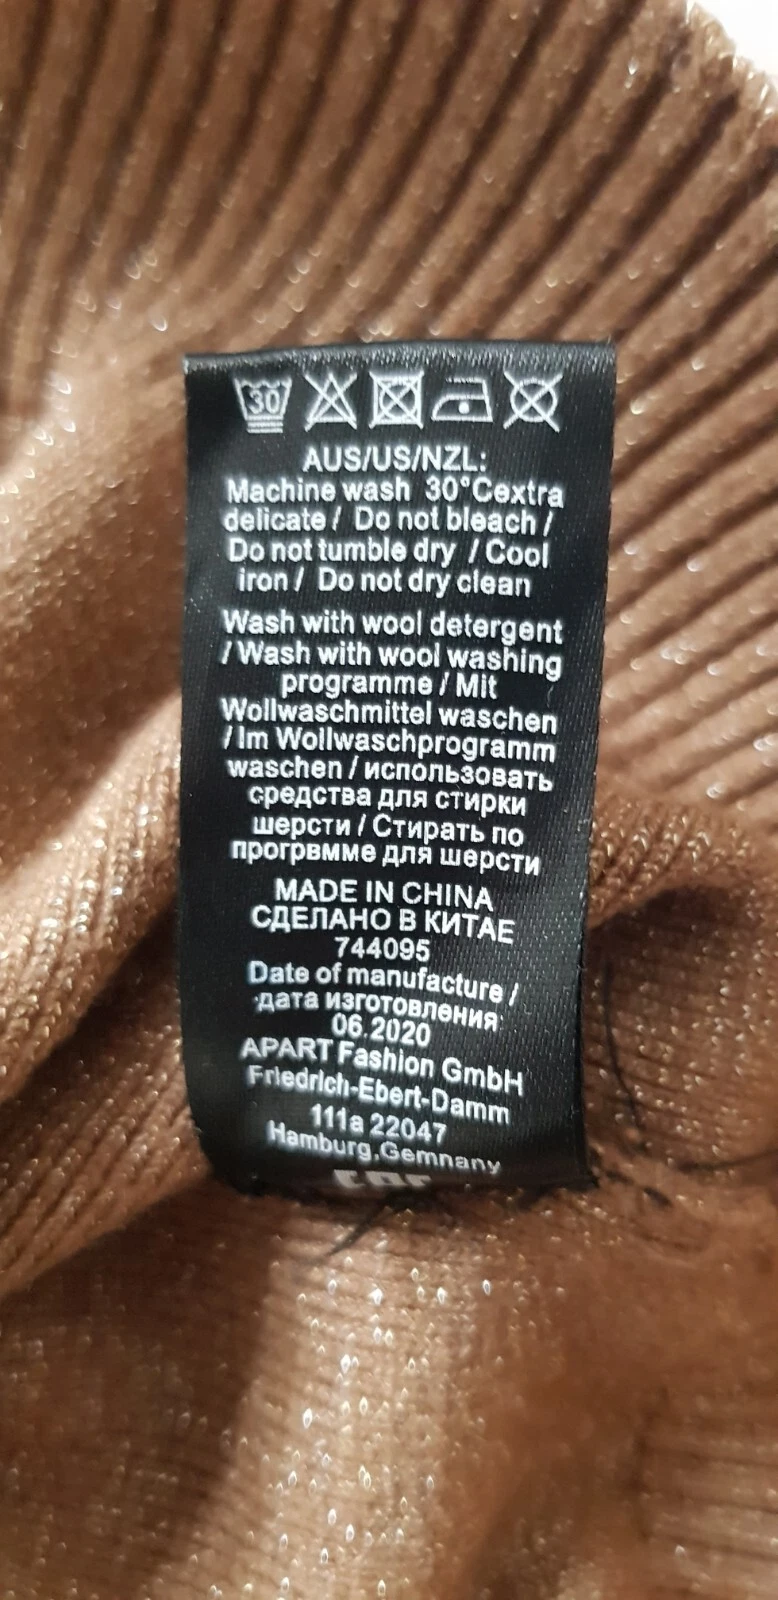 30
AUS/US/NZL:
Machine wash 30°Cextra
delicate / Do not bleach /
Do not tumble dry / Cool
iron / Do not dry clean
Wash with wool detergent
/ Wash with wool washing
programme / Mit
Wollwaschmittel waschen
/ Im Wollwaschprogramm
waschen / использовать
средства для стирки
шерсти / Стирать по
прогрвмме для шерсти
MADE IN CHINA
СДЕЛАНО В КИТАЕ
744095
Date of manufacture /
дата изготовления
06.2020
APART Fashion GmbH
Friedrich-Ebert-Damm
111a 22047
Hamburg,Gemnany